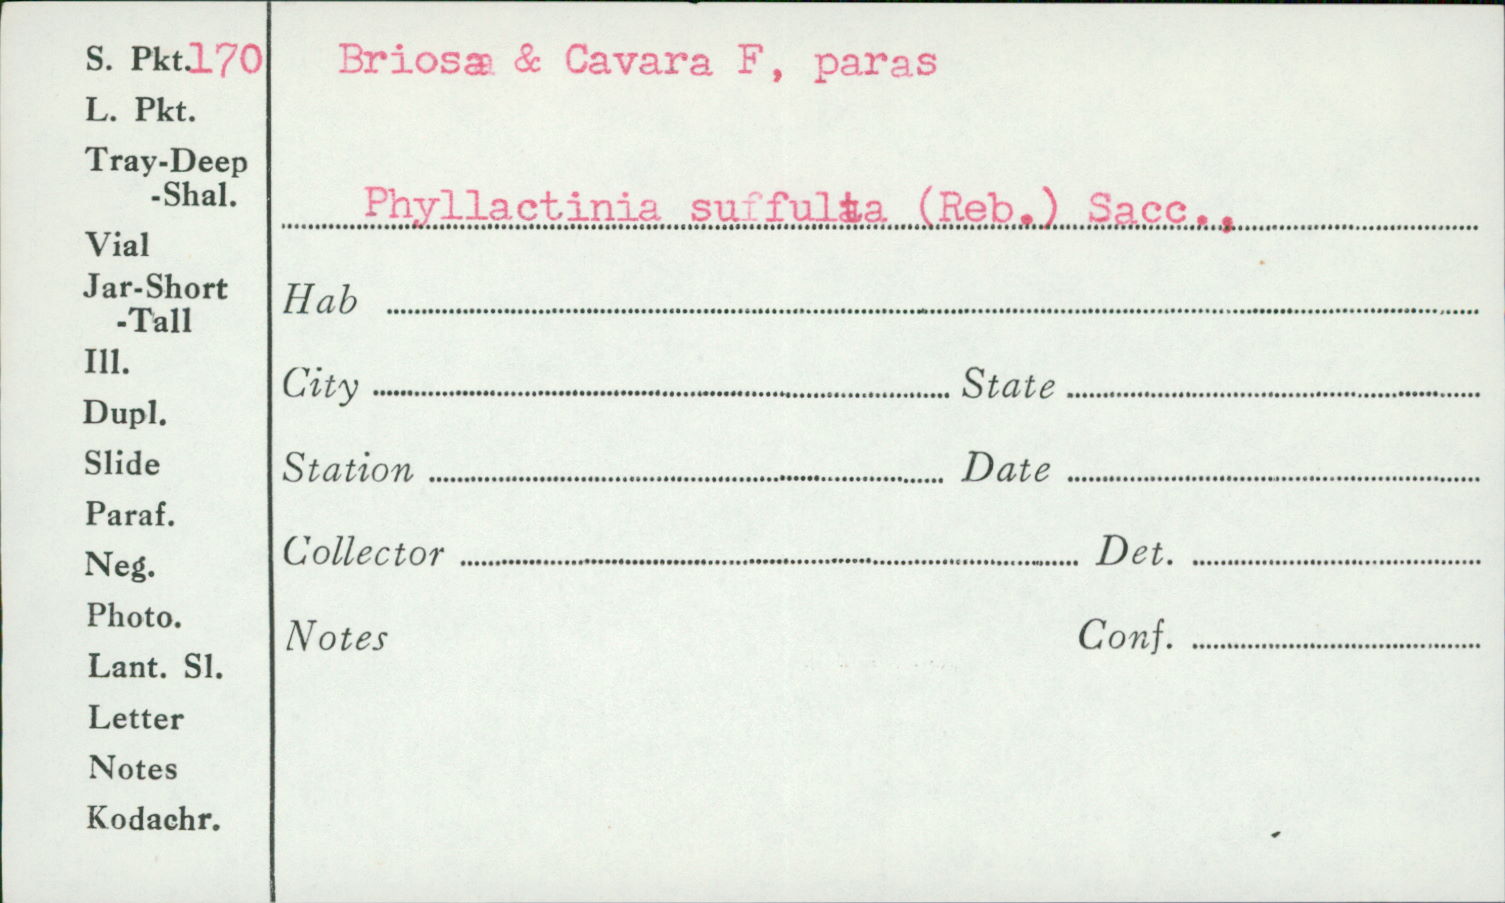 S. Pkt.170 Briosa & Cavara F, paras
L. Pkt.
Tray-Deep
-Shal.
Phyllactinia suffulta (Reb.) Sacc.,
Vial
Jar-Short
-Tall
Hab
Ill.
City State
Dupl.
Slide
Station Date
Paraf.
Neg.
Collector Det.
Photo.
Notes Conf.
Lant. Sl.
Letter
Notes
Kodachr.